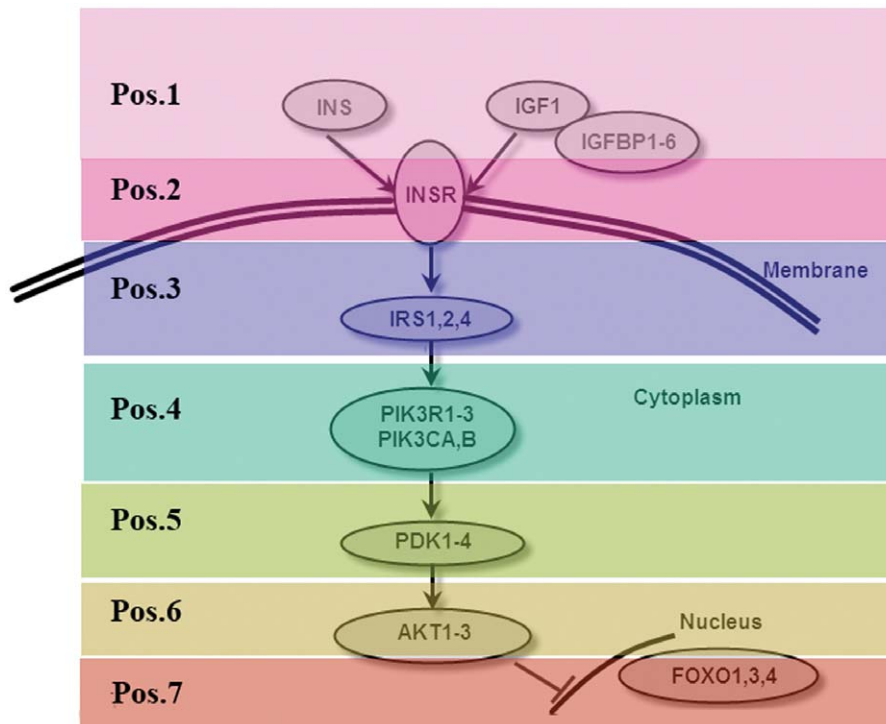 Pos.1
INS
IGF1
IGFBP1-6
Pos.2
INSR
Membrane
Pos.3
IRS1,2,4
Pos.4
Cytoplasm
PIK3R1-3
PIK3CA,B
Pos.5
PDK1-4
Pos.6
Nucleus
AKT1-3
FOXO1,3,4
Pos.7